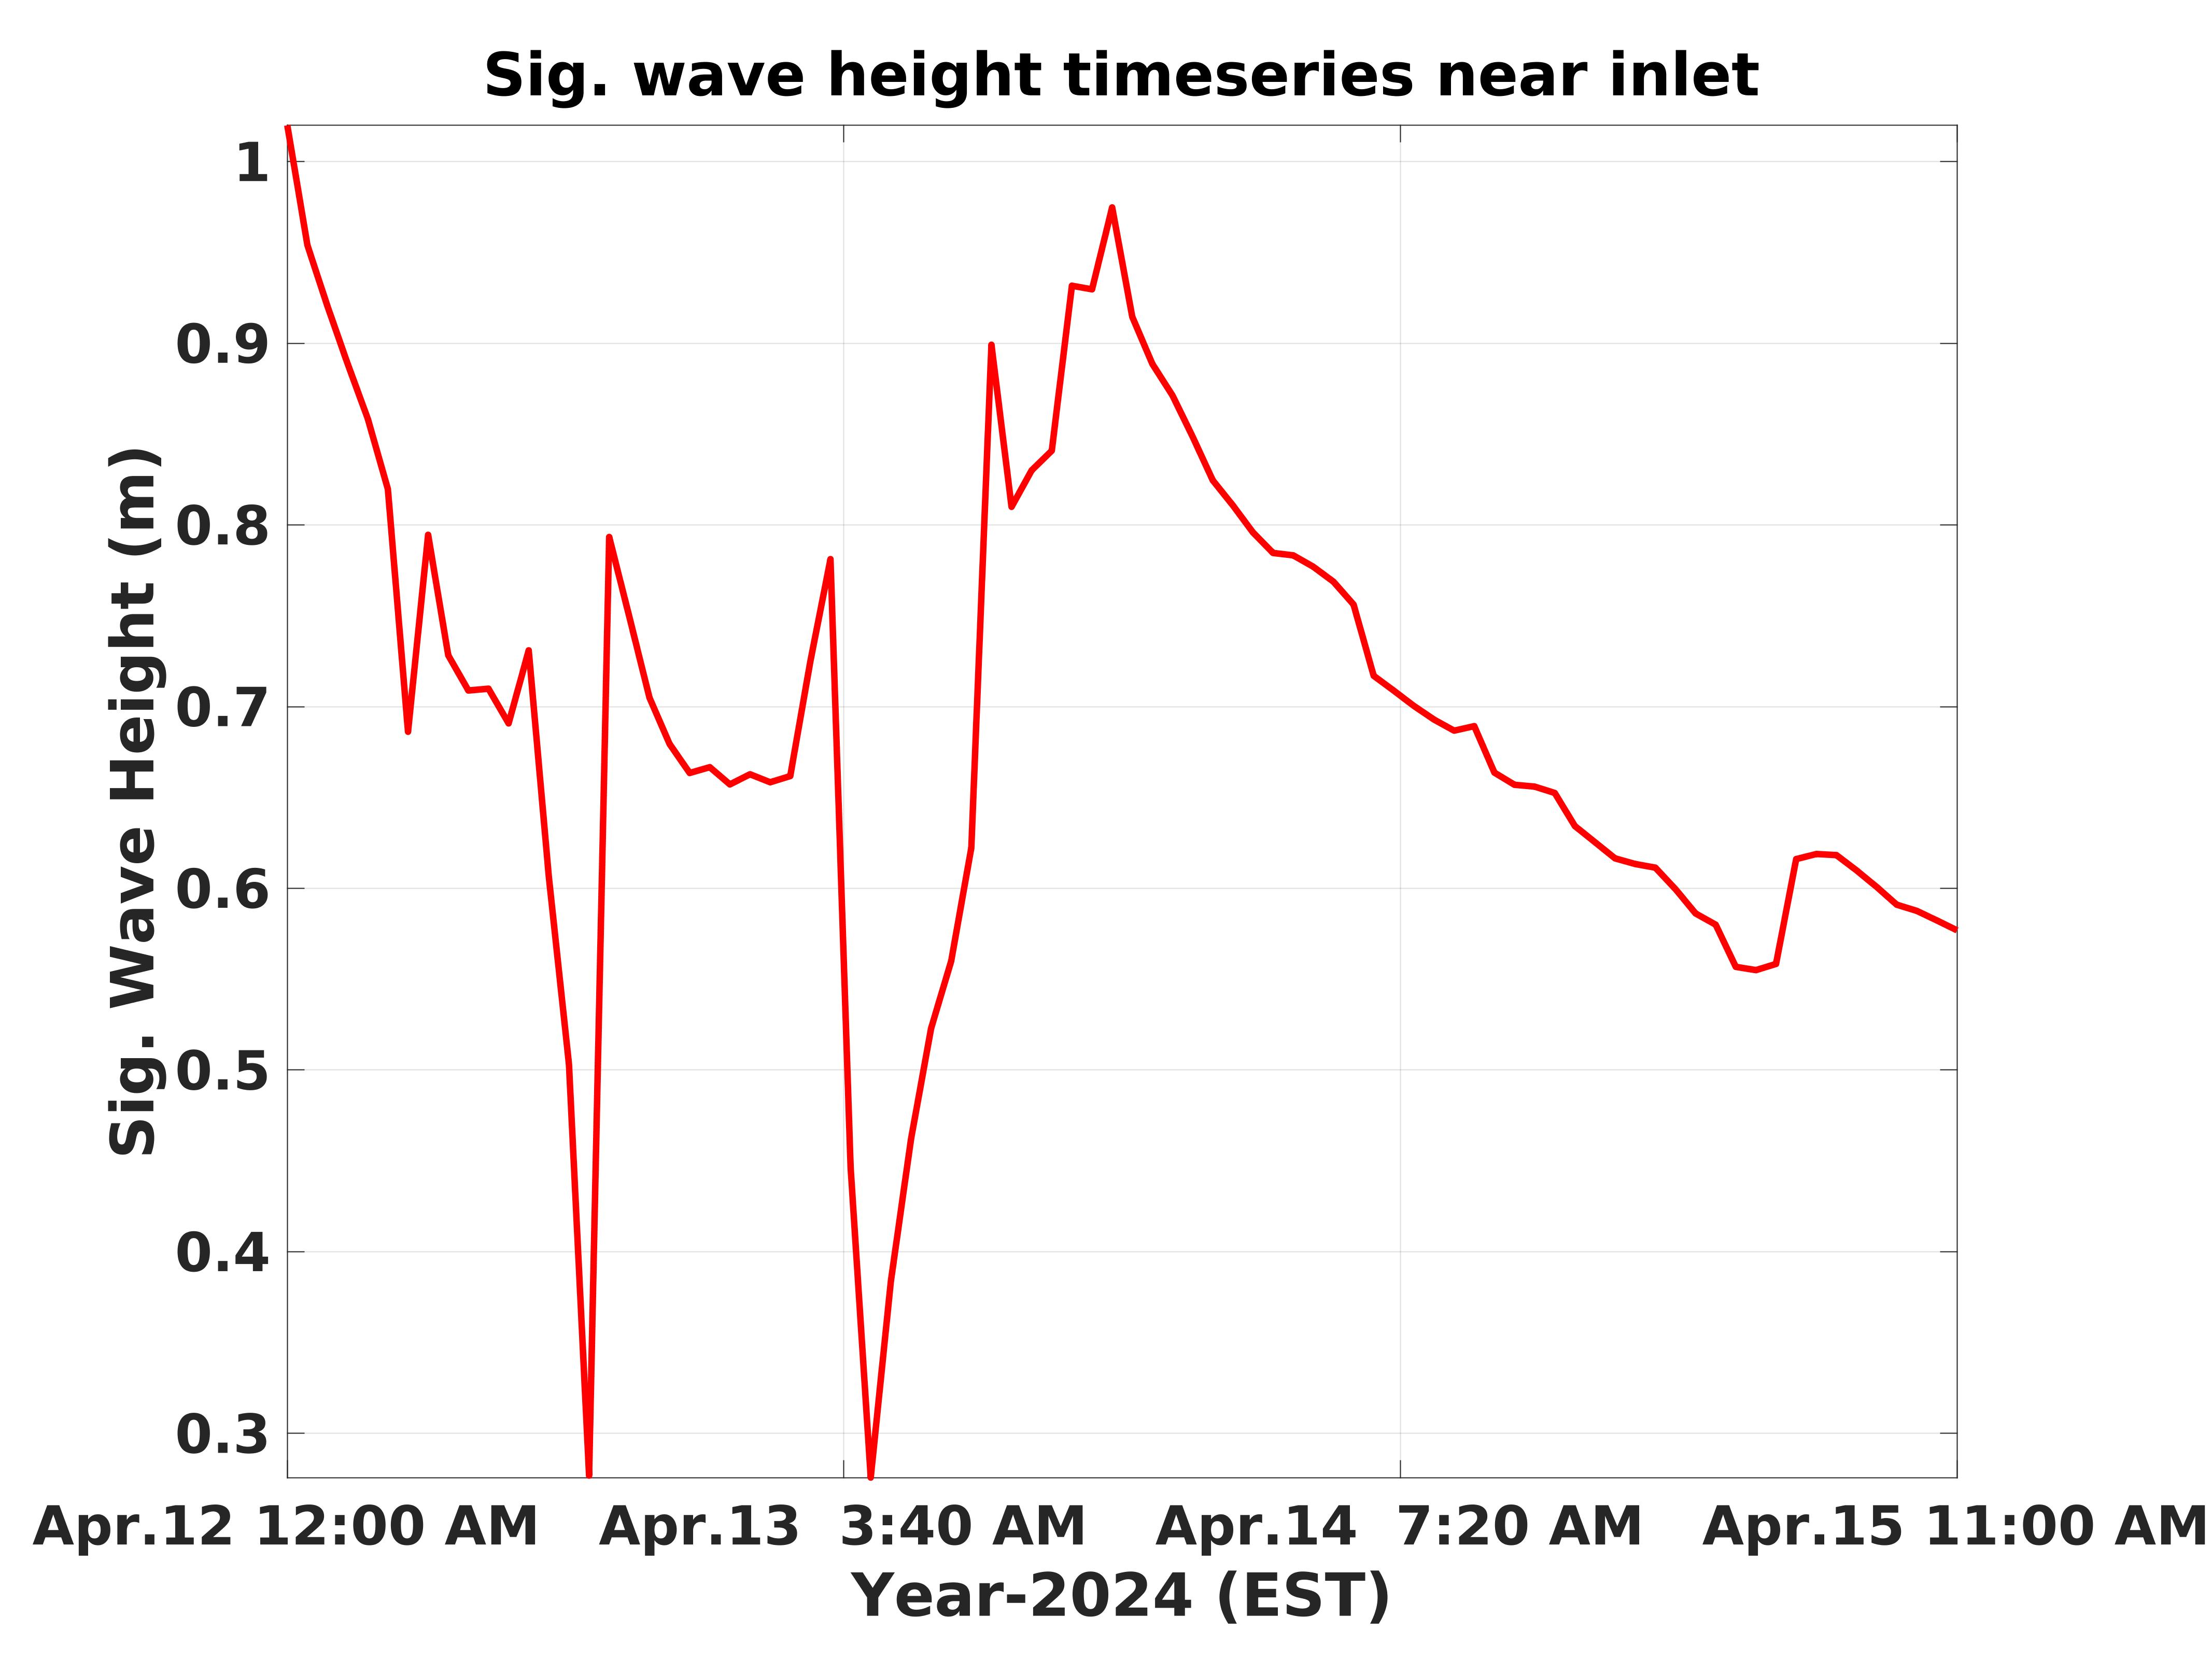 Sig. wave height timeseries near inlet
Sig. Wave Height (m)
1
0.9
0.8
0.7
0.6
0.5
0.4
0.3
Apr.12 12:00 AM Apr.13 3:40 AM Apr.14 7:20 AM Apr.15 11:00 AM
Year-2024 (EST)